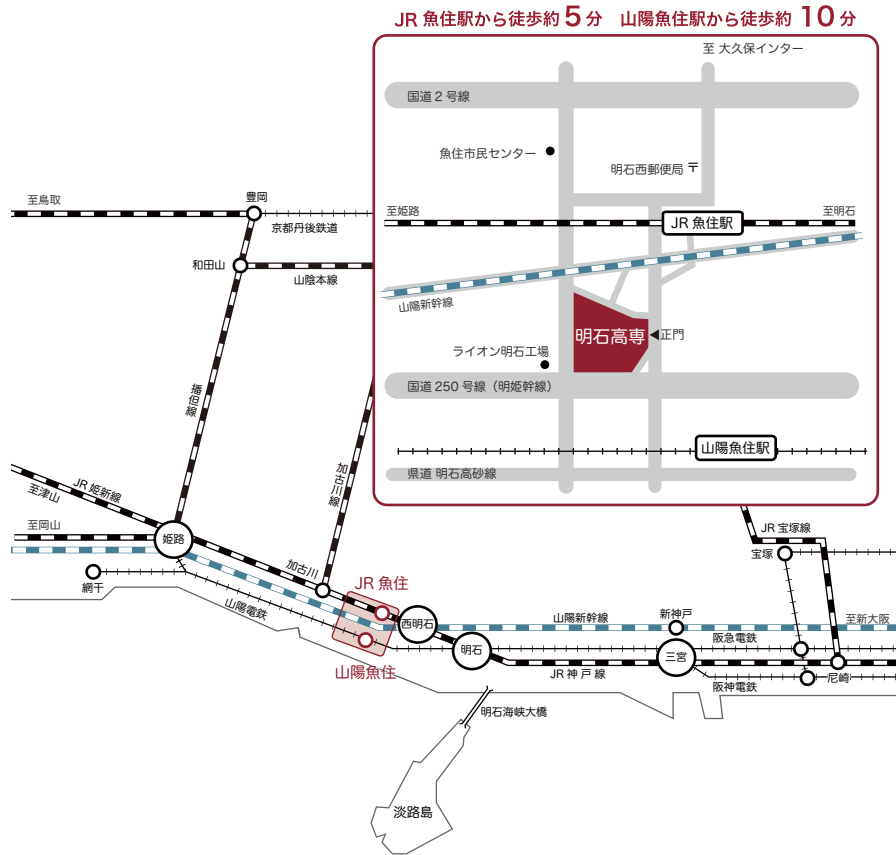 JR 魚住駅から徒歩約 5 分　山陽魚住駅から徒歩約 10 分
至 大久保インター
国道 2 号線
魚住市民センター
明石西郵便局 〒
至姫路
JR 魚住駅
至明石
山陽新幹線
明石高専
正門
ライオン明石工場
国道 250 号線（明姫幹線）
山陽魚住駅
県道 明石高砂線
至鳥取
豊岡
京都丹後鉄道
和田山
山陰本線
播但線
加古川線
JR 姫新線
至津山
至岡山
姫路
網干
加古川
山陽電鉄
JR 魚住
山陽魚住
西明石
明石
山陽新幹線
新神戸
至新大阪
阪急電鉄
三宮
JR 神 戸 線
阪神電鉄
JR 宝塚線
宝塚
尼崎
明石海峡大橋
淡路島